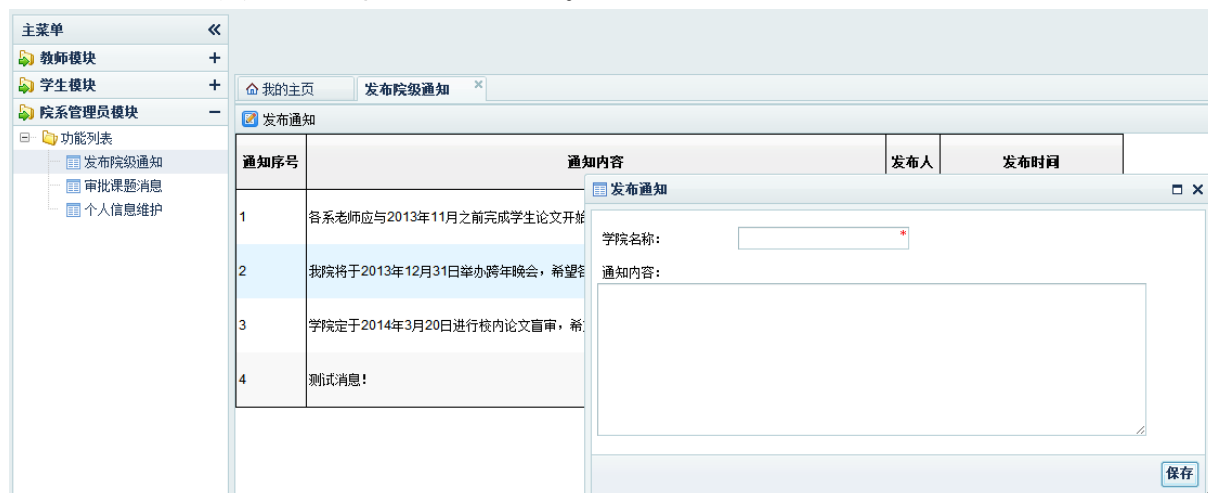 主菜单
教师模块
学生模块
院系管理员模块
功能列表
发布院级通知
审批课题消息
个人信息维护
我的主页 发布院级通知
发布通知
通知序号 通知内容 发布人 发布时间
1 各系老师应与2013年11月之前完成学生论文开始
2 我院将于2013年12月31日举办跨年晚会，希望
3 学院定于2014年3月20日进行校内论文盲审，希
4 测试消息！
发布通知
学院名称： *
通知内容：
保存